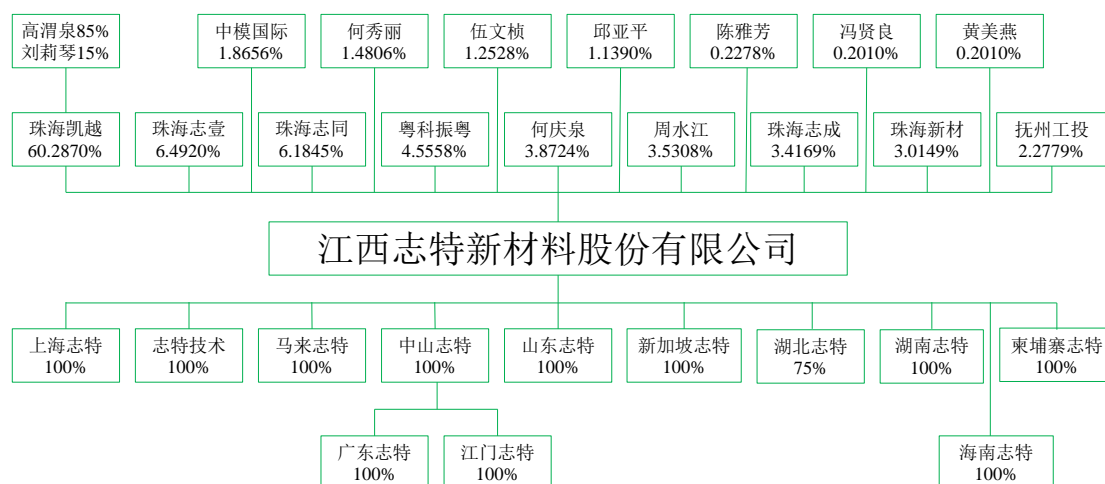 高渭泉85%
刘莉琴15%
中模国际
1.8656%
何秀丽
1.4806%
伍文桢
1.2528%
邱亚平
1.1390%
陈雅芳
0.2278%
冯贤良
0.2010%
黄美燕
0.2010%
珠海凯越
60.2870%
珠海志壹
6.4920%
珠海志同
6.1845%
粤科振粤
4.5558%
何庆泉
3.8724%
周水江
3.5308%
珠海志成
3.4169%
珠海新材
3.0149%
抚州工投
2.2779%
江西志特新材料股份有限公司
上海志特
100%
志特技术
100%
马来志特
100%
中山志特
100%
山东志特
100%
新加坡志特
100%
湖北志特
75%
湖南志特
100%
柬埔寨志特
100%
广东志特
100%
江门志特
100%
海南志特
100%